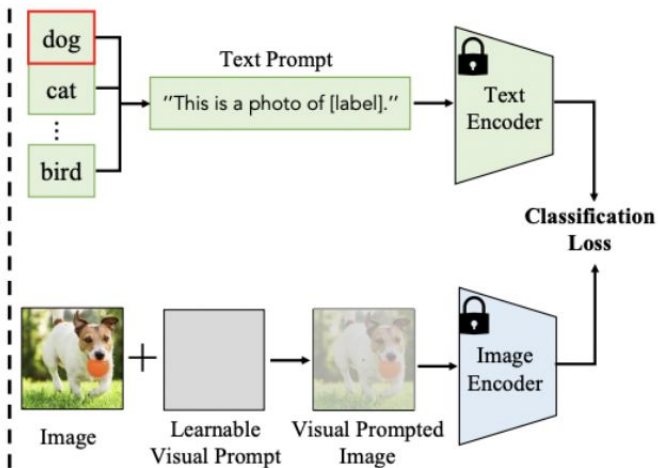 dog
cat
bird
Text Prompt
"This is a photo of [label]."
Text
Encoder
Classification
Loss
Image
Learnable
Visual Prompt
Visual Prompted
Image
Image
Encoder